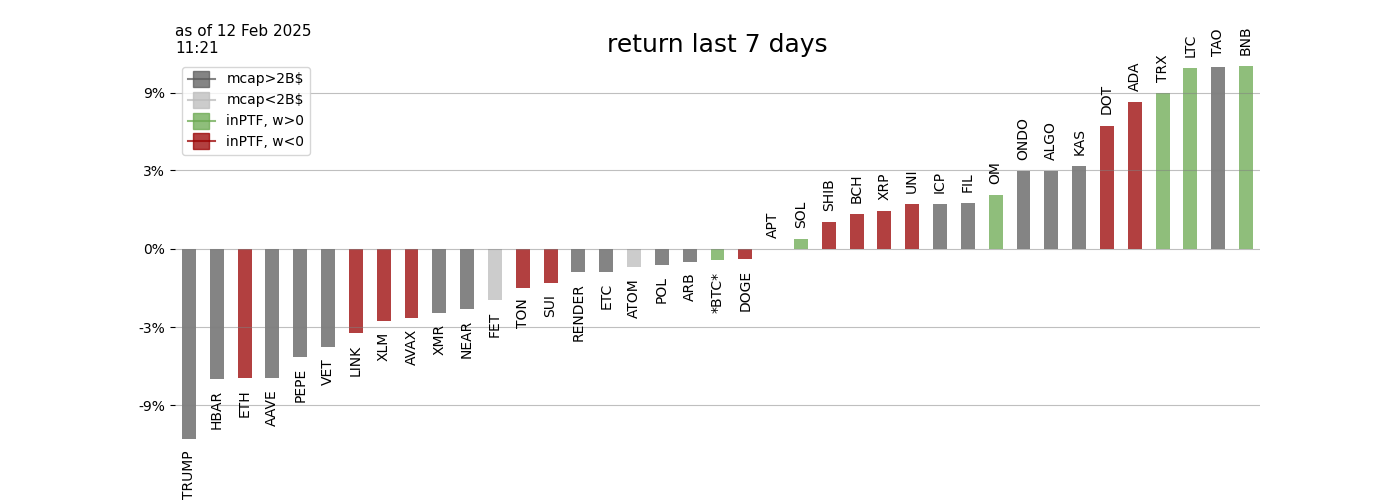 as of 12 Feb 2025
11:21
return last 7 days
mcap>2B$
mcap<2B$
inPTF, w>0
inPTF, w<0
9%
3%
0%
-3%
-9%
TRUMP
HBAR
ETH
AAVE
PEPE
VET
LINK
XLM
AVAX
XMR
NEAR
FET
TON
SUI
RENDER
ETC
ATOM
POL
ARB
*BTC*
DOGE
APT
SOL
SHIB
BCH
XRP
UNI
ICP
FIL
OM
ONDO
ALGO
KAS
DOT
ADA
TRX
LTC
TAO
BNB